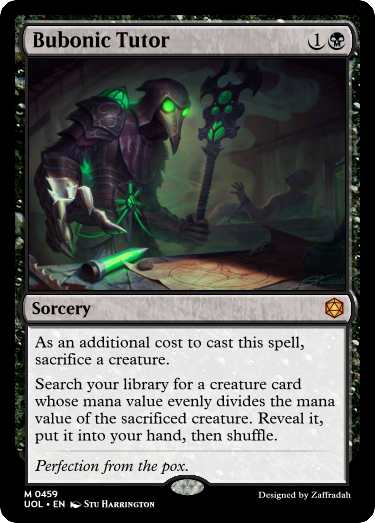 Bubonic Tutor 1
Sorcery
As an additional cost to cast this spell,
sacrifice a creature.
Search your library for a creature card
whose mana value evenly divides the mana
value of the sacrificed creature. Reveal it,
put it into your hand, then shuffle.
Perfection from the pox.
M 0459
UOL • EN Stu Harrington
Designed by Zaffradah